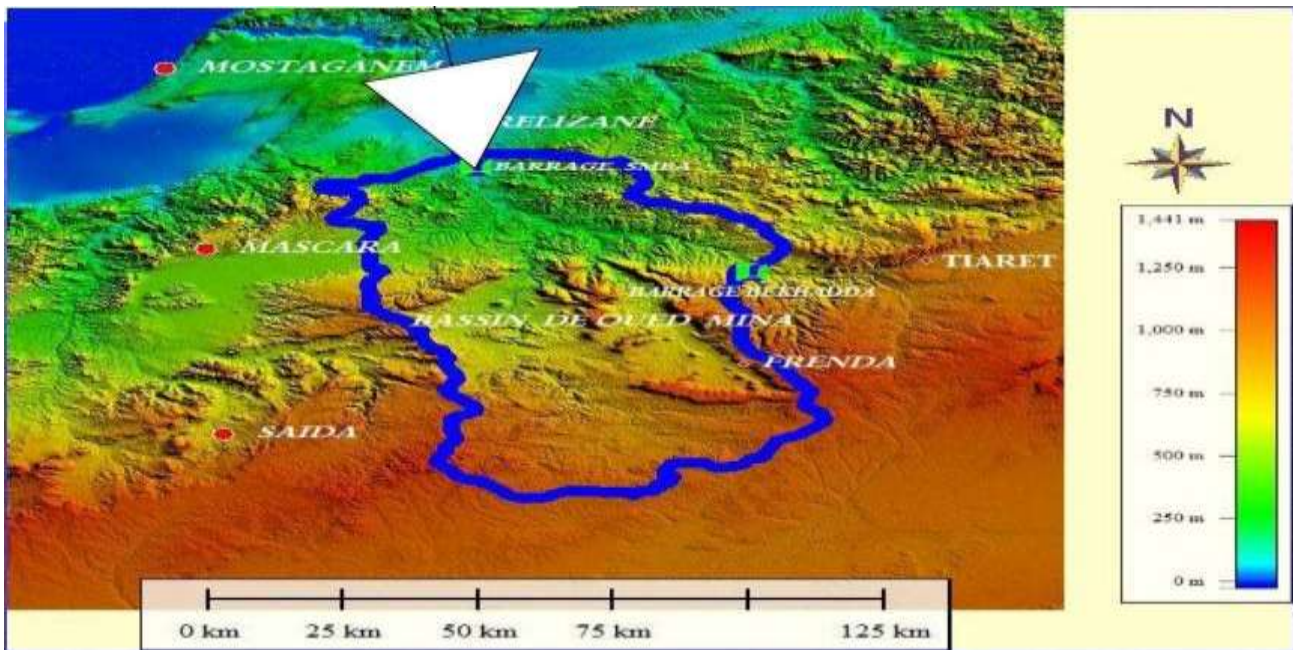 MOSTAGANEM
RELIZANE
BARRAGE SMBA
MASCARA
TIARET
BARRAGE BEKHADDA
BASSIN DE OUED MINA
FRENDA
SAIDA
N
1,441 m
1,250 m
1,000 m
750 m
500 m
250 m
0 m
0 km 25 km 50 km 75 km 125 km